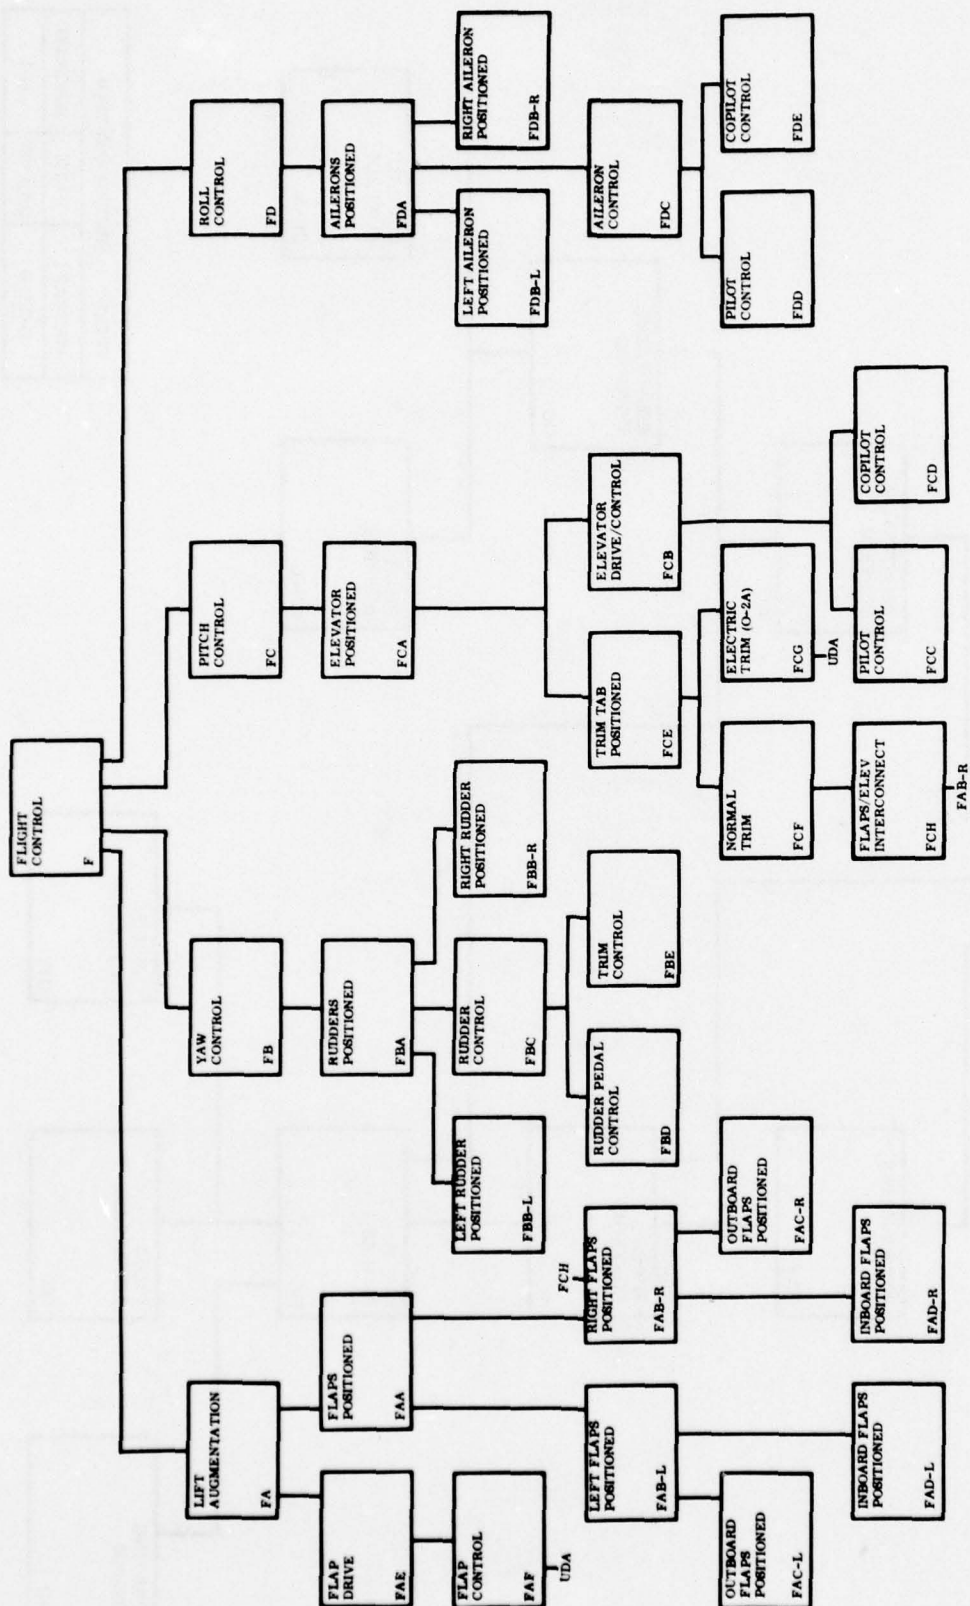 FLIGHT
CONTROL
F
LIFT
AUGMENTATION
FA
YAW
CONTROL
FB
PITCH
CONTROL
FC
ROLL
CONTROL
FD
FLAP
DRIVE
FAE
FLAPS
POSITIONED
FAA
RUDDERS
POSITIONED
FBA
ELEVATOR
POSITIONED
FCA
AILERONS
POSITIONED
FDA
FLAP
CONTROL
FAF
UDA
LEFT RUDDER
POSITIONED
FBB-L
RUDDER
CONTROL
FBC
RIGHT RUDDER
POSITIONED
FBB-R
LEFT AILERON
POSITIONED
FDB-L
RIGHT AILERON
POSITIONED
FDB-R
LEFT FLAPS
POSITIONED
FAB-L
FCH
RIGHT FLAPS
POSITIONED
FAB-R
RUDDER PEDAL
CONTROL
FBD
TRIM
CONTROL
FBE
TRIM TAB
POSITIONED
FCE
ELEVATOR
DRIVE/CONTROL
FCB
AILERON
CONTROL
FDC
OUTBOARD
FLAPS
POSITIONED
FAC-L
OUTBOARD
FLAPS
POSITIONED
FAC-R
NORMAL
TRIM
FCF
ELECTRIC
TRIM (O-2A)
FCG
UDA
PILOT
CONTROL
FDD
COPILOT
CONTROL
FDE
INBOARD FLAPS
POSITIONED
FAD-L
INBOARD FLAPS
POSITIONED
FAD-R
FLAPS/ELEV
INTERCONNECT
FCH
FAB-R
PILOT
CONTROL
FCC
COPILOT
CONTROL
FCD